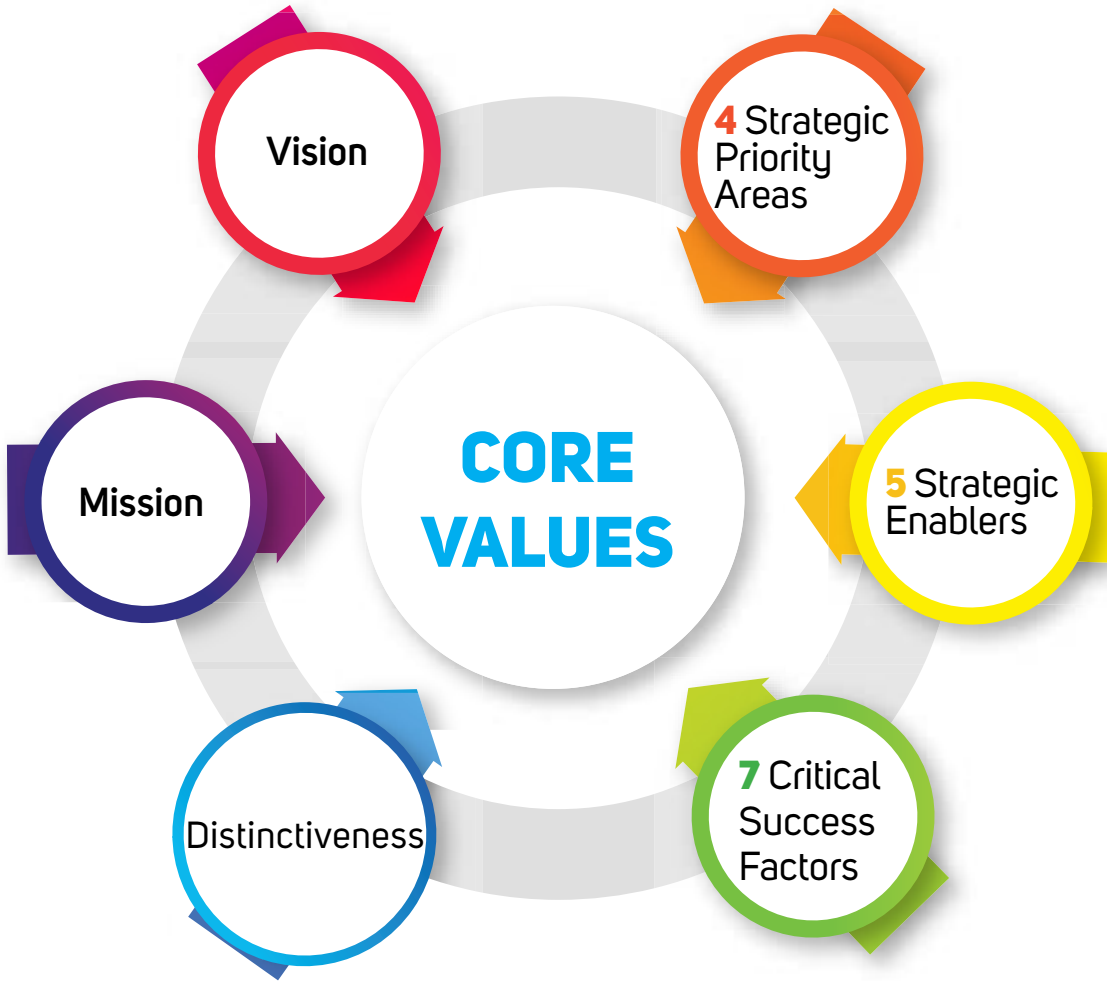 Vision
4 Strategic
Priority
Areas
Mission
CORE
VALUES
5 Strategic
Enablers
Distinctiveness
7 Critical
Success
Factors